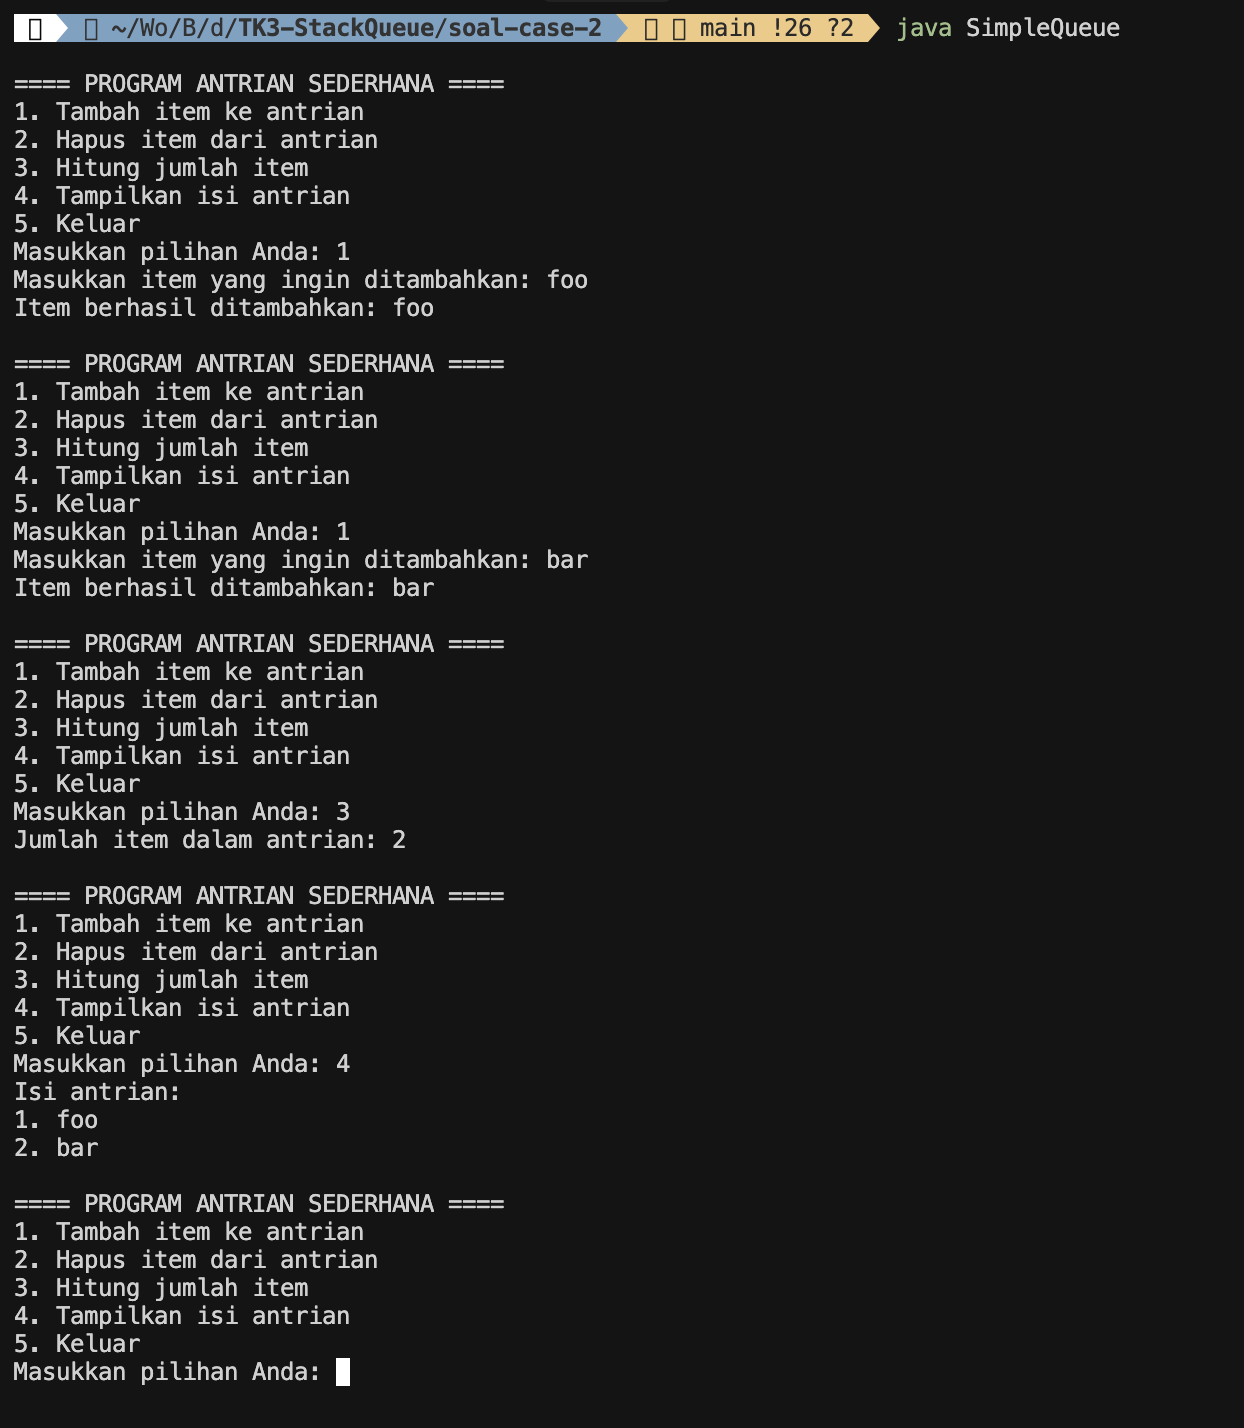 ~/Wo/B/d/TK3-StackQueue/soal-case-2 main !26 ?2 java SimpleQueue
==== PROGRAM ANTRIAN SEDERHANA ====
1. Tambah item ke antrian
2. Hapus item dari antrian
3. Hitung jumlah item
4. Tampilkan isi antrian
5. Keluar
Masukkan pilihan Anda: 1
Masukkan item yang ingin ditambahkan: foo
Item berhasil ditambahkan: foo
==== PROGRAM ANTRIAN SEDERHANA ====
1. Tambah item ke antrian
2. Hapus item dari antrian
3. Hitung jumlah item
4. Tampilkan isi antrian
5. Keluar
Masukkan pilihan Anda: 1
Masukkan item yang ingin ditambahkan: bar
Item berhasil ditambahkan: bar
==== PROGRAM ANTRIAN SEDERHANA ====
1. Tambah item ke antrian
2. Hapus item dari antrian
3. Hitung jumlah item
4. Tampilkan isi antrian
5. Keluar
Masukkan pilihan Anda: 3
Jumlah item dalam antrian: 2
==== PROGRAM ANTRIAN SEDERHANA ====
1. Tambah item ke antrian
2. Hapus item dari antrian
3. Hitung jumlah item
4. Tampilkan isi antrian
5. Keluar
Masukkan pilihan Anda: 4
Isi antrian:
1. foo
2. bar
==== PROGRAM ANTRIAN SEDERHANA ====
1. Tambah item ke antrian
2. Hapus item dari antrian
3. Hitung jumlah item
4. Tampilkan isi antrian
5. Keluar
Masukkan pilihan Anda: